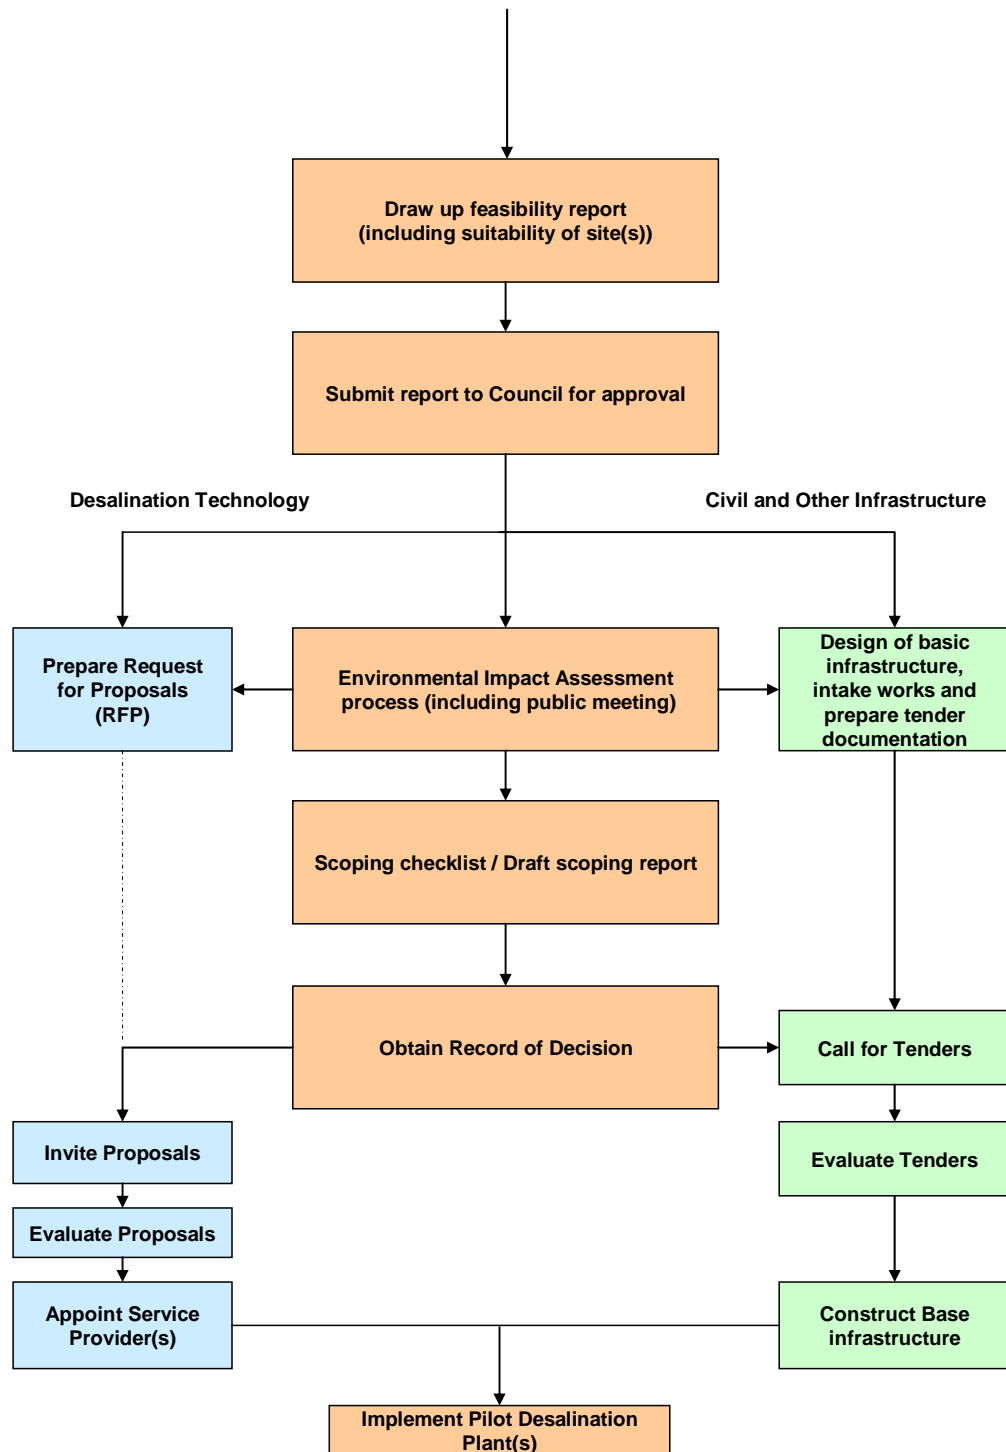 Draw up feasibility report
(including suitability of site(s))
Submit report to Council for approval
Desalination Technology
Civil and Other Infrastructure
Prepare Request
for Proposals
(RFP)
Environmental Impact Assessment
process (including public meeting)
Design of basic
infrastructure,
intake works and
prepare tender
documentation
Scoping checklist / Draft scoping report
Obtain Record of Decision
Call for Tenders
Invite Proposals
Evaluate Tenders
Evaluate Proposals
Appoint Service
Provider(s)
Construct Base
infrastructure
Implement Pilot Desalination
Plant(s)